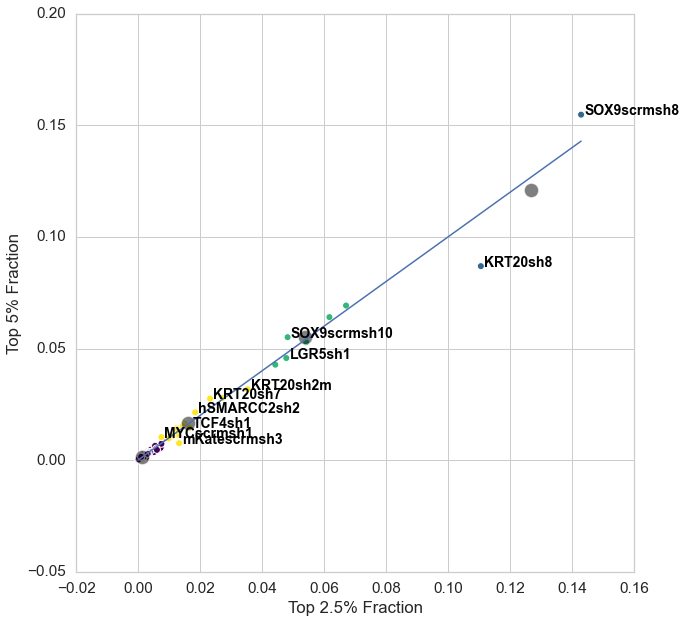 0.20
0.15
0.10
0.05
0.00
−0.05
Top 5% Fraction
SOX9scrmsh8
KRT20sh8
SOX9scrmsh10
LGR5sh1
KRT20sh2m
KRT20sh7
hSMARCC2sh2
TCF4sh1
MYCscrmsh1
mKatescrmsh3
−0.02 0.00 0.02 0.04 0.06 0.08 0.10 0.12 0.14 0.16
Top 2.5% Fraction